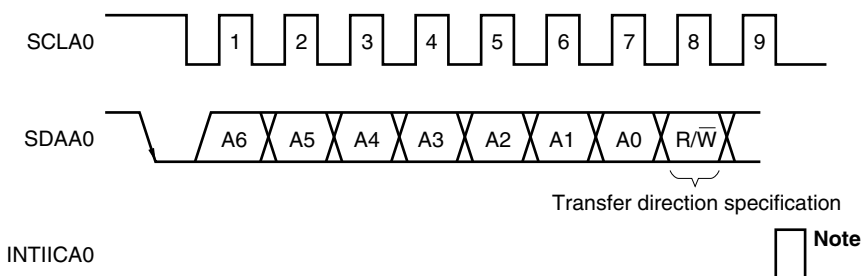 SCLA0 1 2 3 4 5 6 7 8 9
SDAA0 A6 A5 A4 A3 A2 A1 A0 R/W̅
Transfer direction specification
Note
INTIICA0